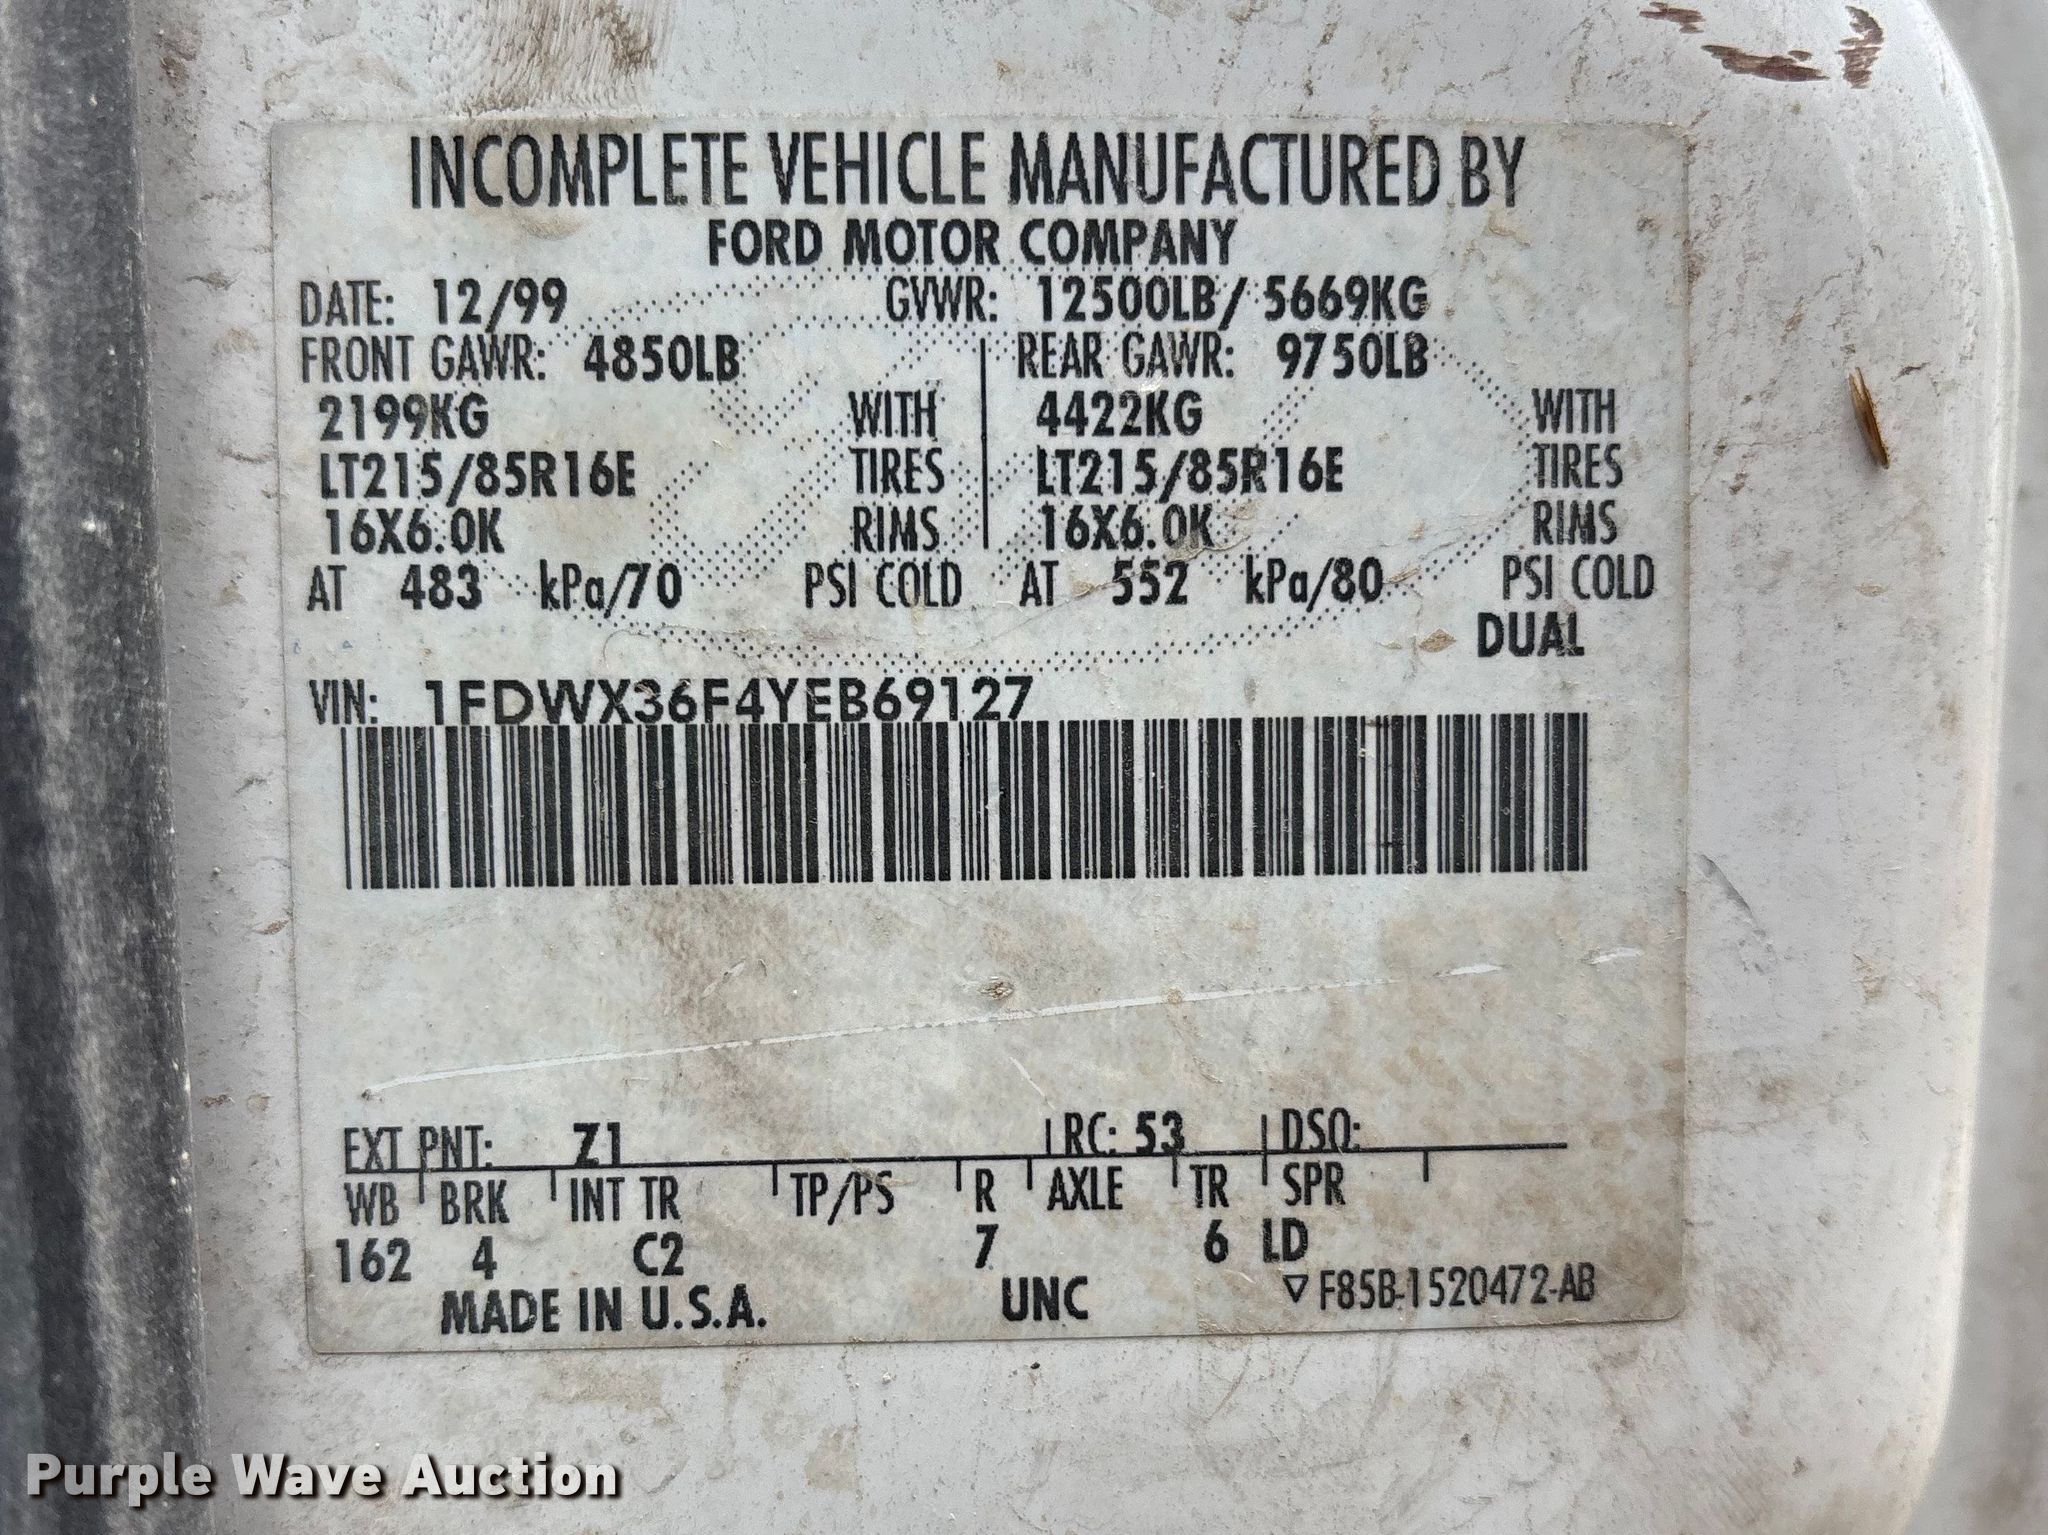 INCOMPLETE VEHICLE MANUFACTURED BY
FORD MOTOR COMPANY
DATE: 12/99 GVWR: 12500LB/ 5669KG
FRONT GAWR: 4850LB REAR GAWR: 9750LB
2199KG WITH 4422KG WITH
LT215/85R16E TIRES LT215/85R16E TIRES
16X6.0K RIMS 16X6.0K RIMS
AT 483 kPa/70 PSI COLD AT 552 kPa/80 PSI COLD
DUAL
VIN: 1FDWX36F4YEB69127
EXT PNT: Z1 RC: 53 DSO:
WB BRK INT TR TP/PS R AXLE TR SPR
162 4 C2 7 6 LD
MADE IN U.S.A. UNC ▽ F85B-1520472-AB
Purple Wave Auction